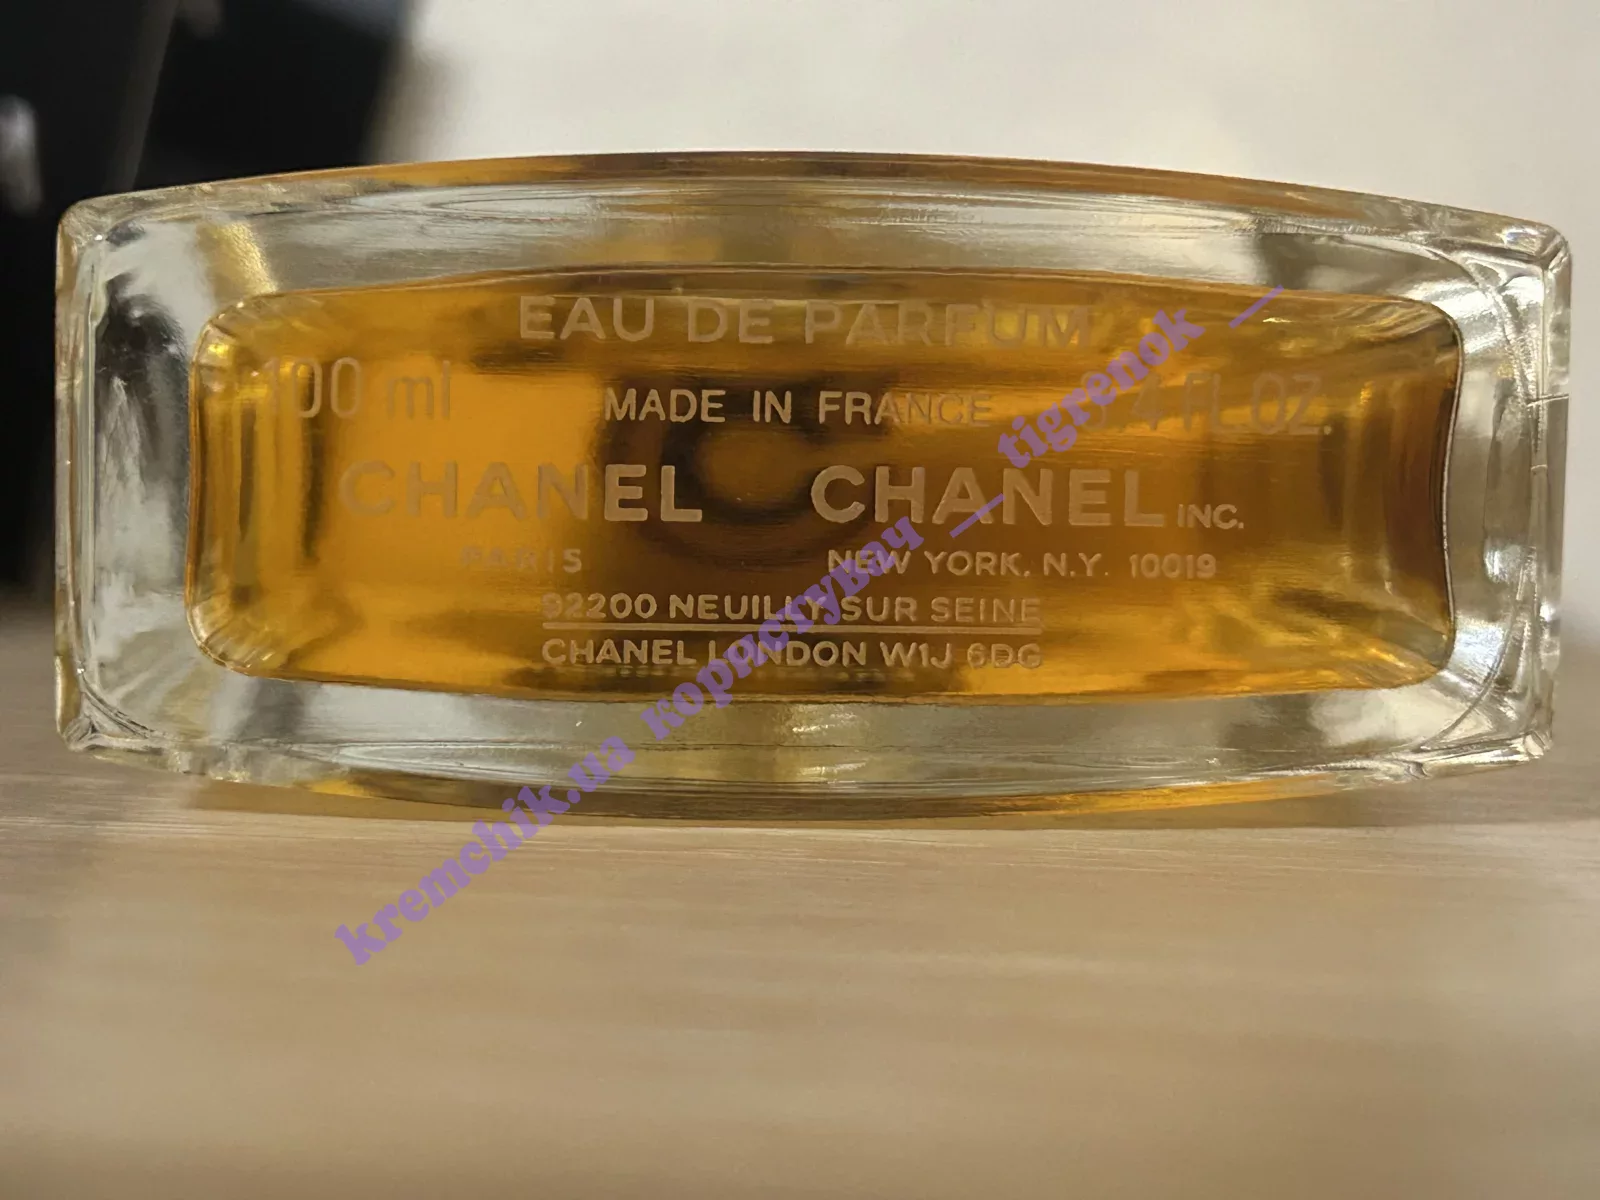 EAU DE PARFUM
100 ml MADE IN FRANCE 3.4 FL.OZ.
CHANEL CHANEL INC.
PARIS NEW YORK, N.Y. 10019
92200 NEUILLY SUR SEINE
CHANEL LONDON W1J 6DG
kremchik.ua користувач __tigrenok__